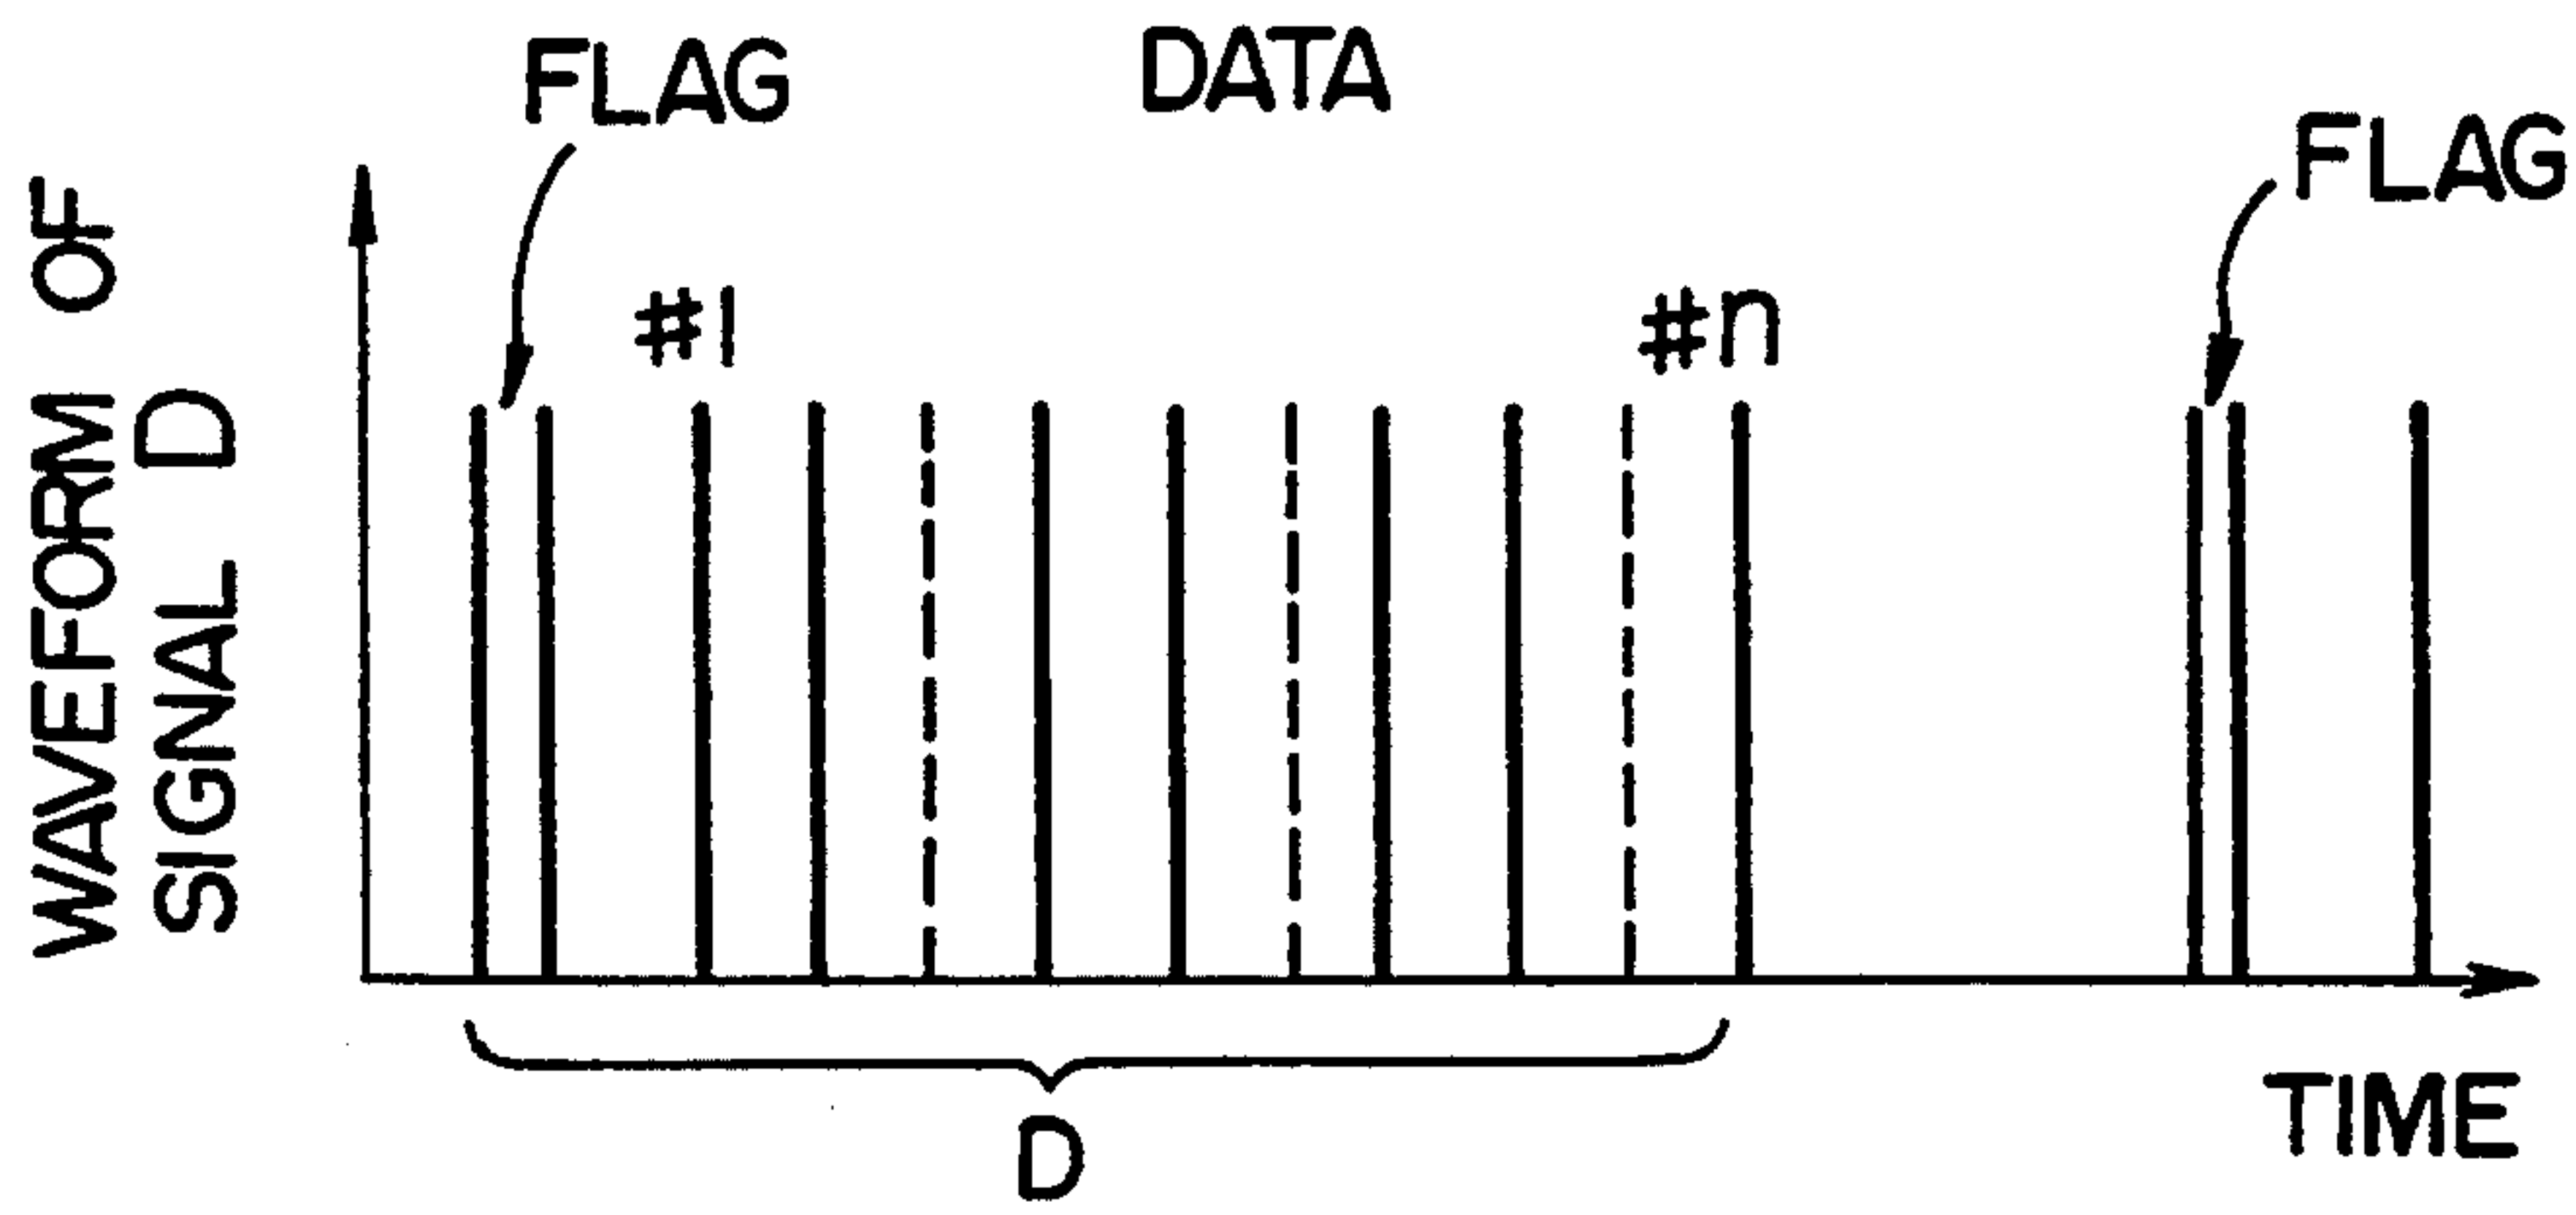 FLAG
DATA
FLAG
WAVEFORM OF
SIGNAL D
#1
#n
D
TIME